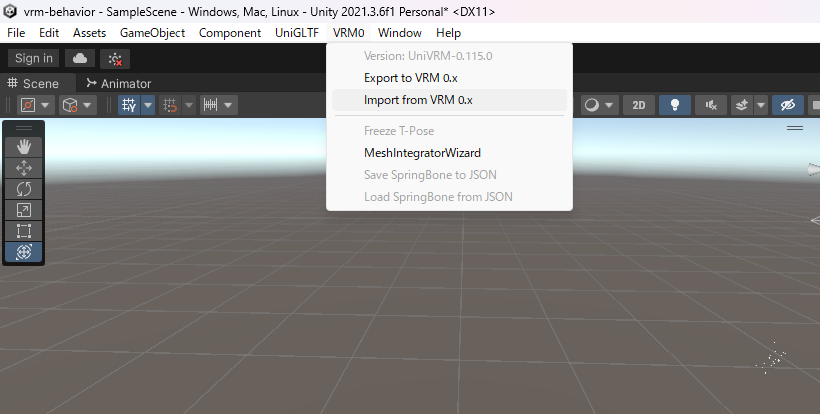 vrm-behavior - SampleScene - Windows, Mac, Linux - Unity 2021.3.6f1 Personal* <DX11>
File Edit Assets GameObject Component UniGLTF VRM0 Window Help
Sign in
Version: UniVRM-0.115.0
Export to VRM 0.x
Import from VRM 0.x
Freeze T-Pose
MeshIntegratorWizard
Save SpringBone to JSON
Load SpringBone from JSON
Scene Animator
Y 2D